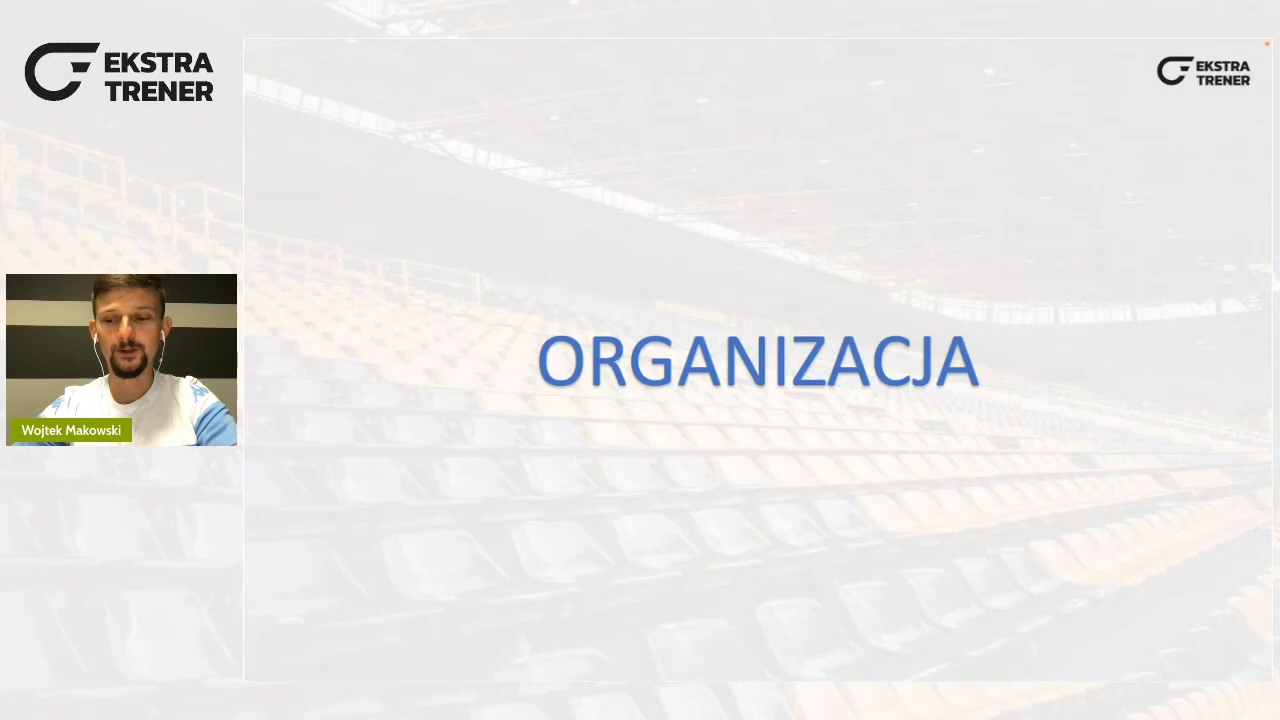 EKSTRA
TRENER
EKSTRA
TRENER
ORGANIZACJA
Wojtek Makowski